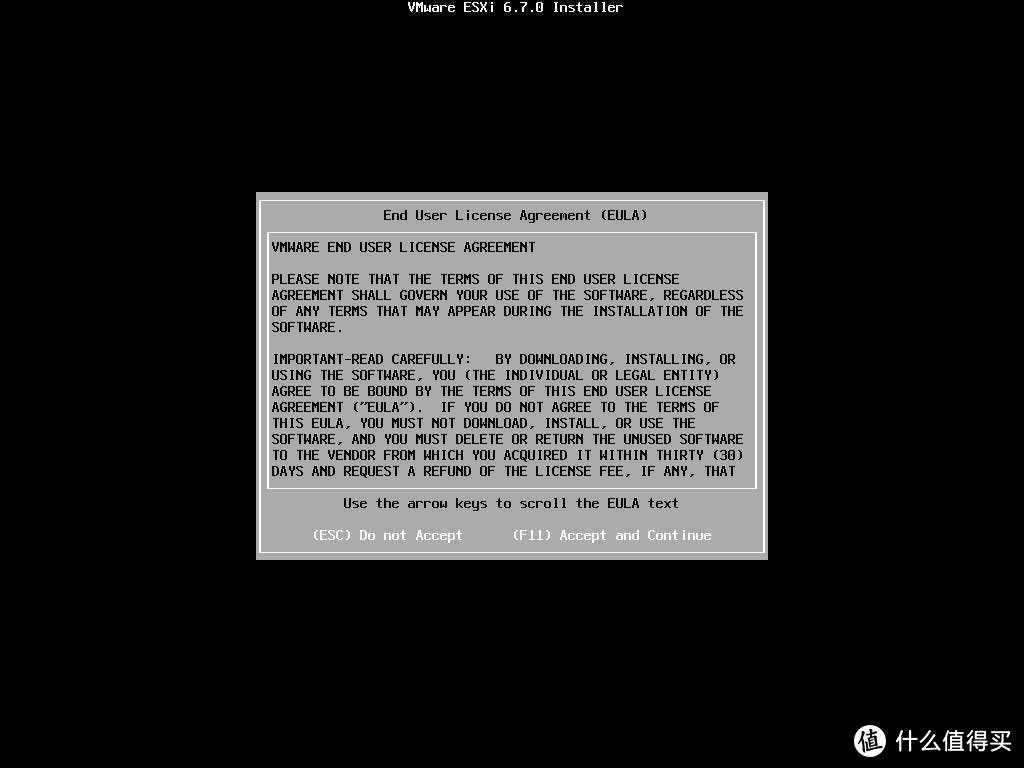 VMware ESXi 6.7.0 Installer
End User License Agreement (EULA)
VMWARE END USER LICENSE AGREEMENT
PLEASE NOTE THAT THE TERMS OF THIS END USER LICENSE
AGREEMENT SHALL GOVERN YOUR USE OF THE SOFTWARE, REGARDLESS
OF ANY TERMS THAT MAY APPEAR DURING THE INSTALLATION OF THE
SOFTWARE.
IMPORTANT-READ CAREFULLY:   BY DOWNLOADING, INSTALLING, OR
USING THE SOFTWARE, YOU (THE INDIVIDUAL OR LEGAL ENTITY)
AGREE TO BE BOUND BY THE TERMS OF THIS END USER LICENSE
AGREEMENT ("EULA").  IF YOU DO NOT AGREE TO THE TERMS OF
THIS EULA, YOU MUST NOT DOWNLOAD, INSTALL, OR USE THE
SOFTWARE, AND YOU MUST DELETE OR RETURN THE UNUSED SOFTWARE
TO THE VENDOR FROM WHICH YOU ACQUIRED IT WITHIN THIRTY (30)
DAYS AND REQUEST A REFUND OF THE LICENSE FEE, IF ANY, THAT
Use the arrow keys to scroll the EULA text
(ESC) Do not Accept      (F11) Accept and Continue
值 什么值得买